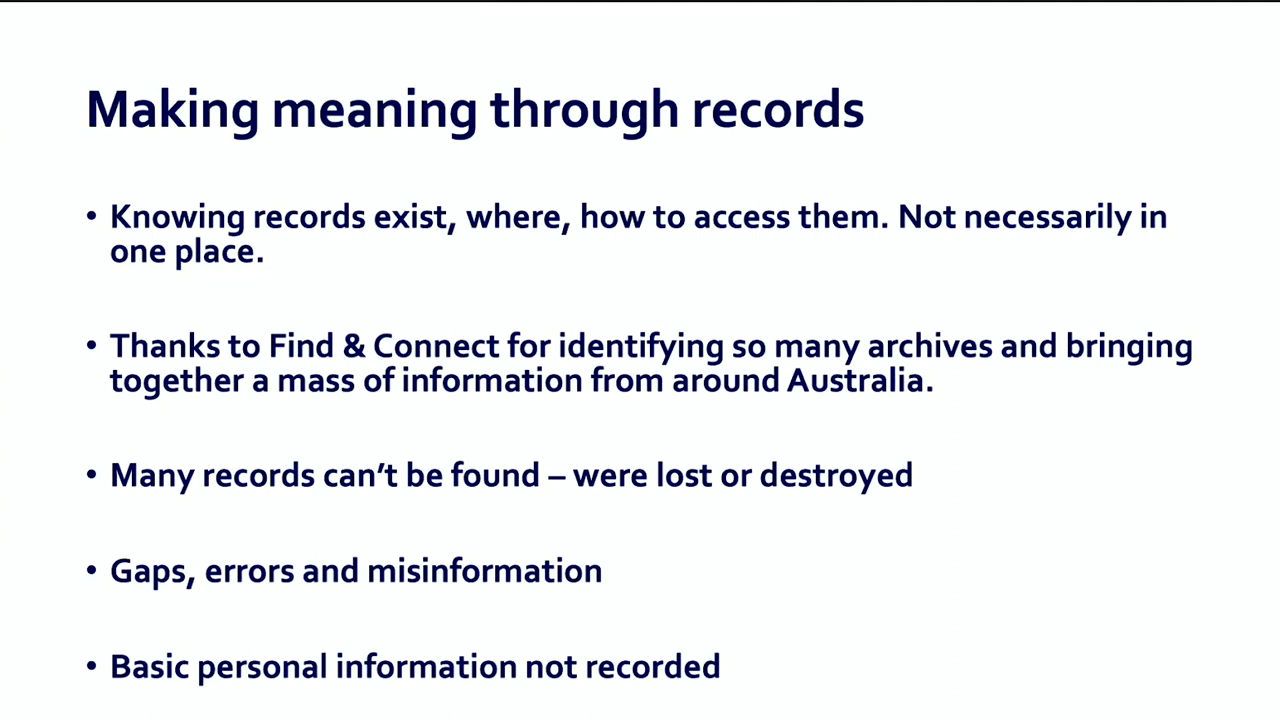 Making meaning through records
• Knowing records exist, where, how to access them. Not necessarily in
one place.
• Thanks to Find & Connect for identifying so many archives and bringing
together a mass of information from around Australia.
• Many records can’t be found – were lost or destroyed
• Gaps, errors and misinformation
• Basic personal information not recorded